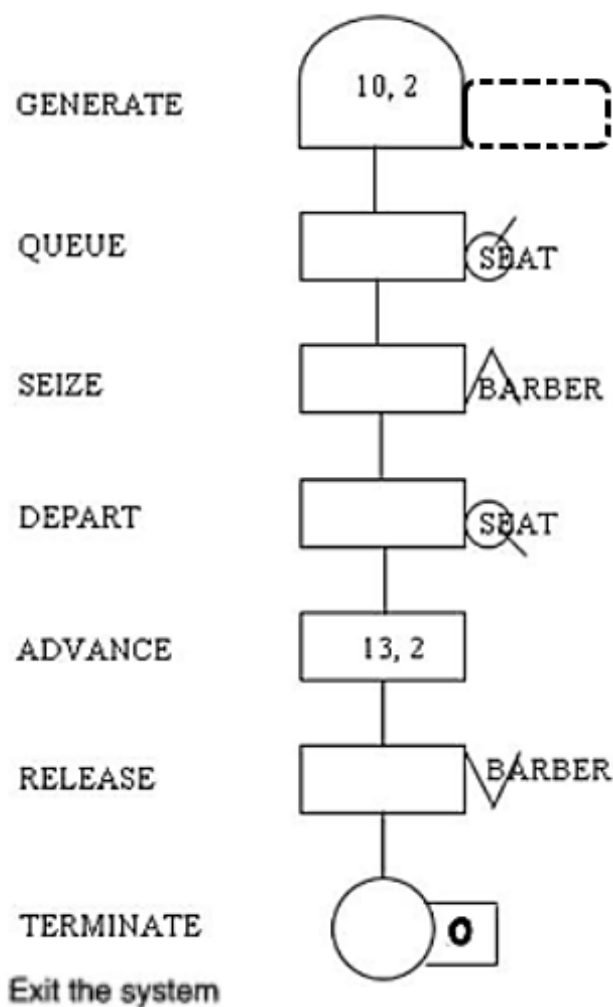 GENERATE 10, 2
QUEUE SEAT
SEIZE BARBER
DEPART SEAT
ADVANCE 13, 2
RELEASE BARBER
TERMINATE 0
Exit the system